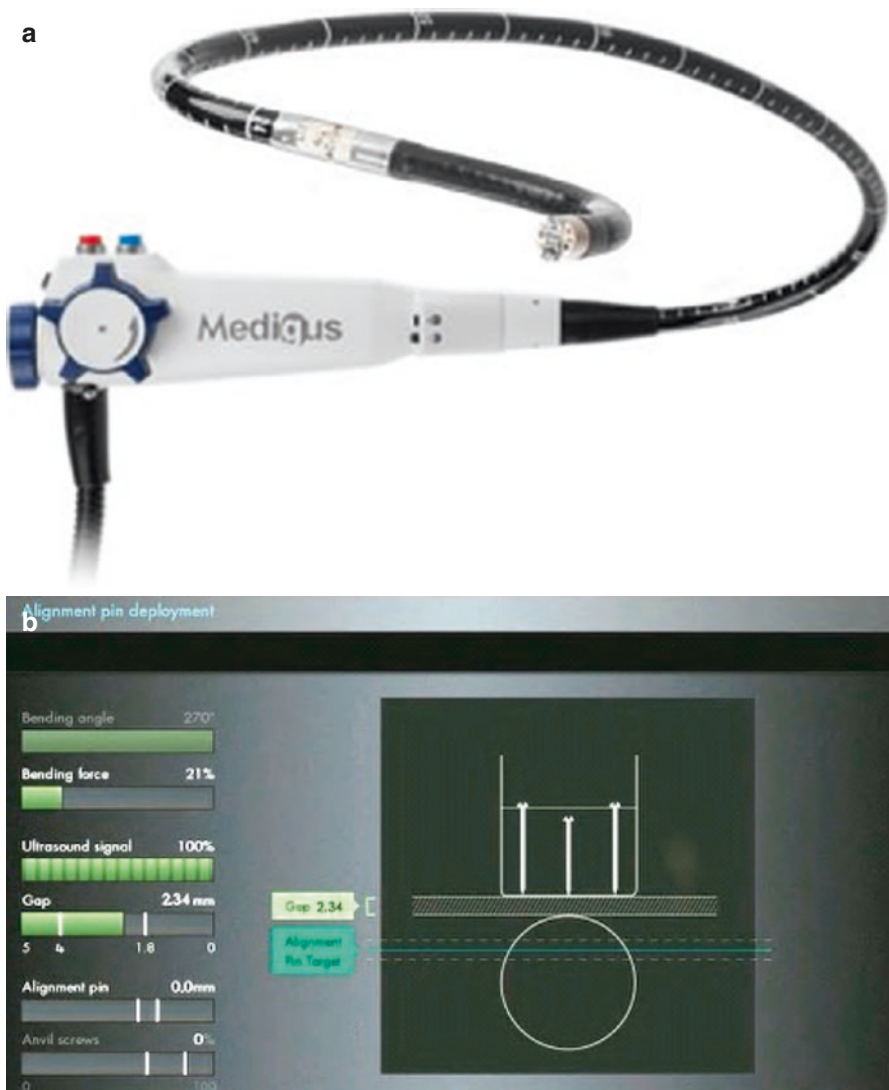 a
Medigus
Alignment pin deployment
b
Bending angle 270°
Bending force 21%
Ultrasound signal 100%
Gap 2.34 mm
5 4 1.8 0
Gap 2.34
Alignment
Pin Target
Alignment pin 0.0mm
Anvil screws 0%
0 100